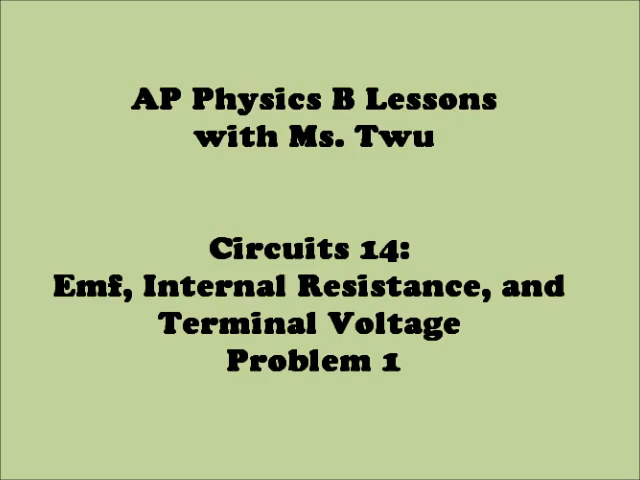 AP Physics B Lessons
with Ms. Twu
Circuits 14:
Emf, Internal Resistance, and
Terminal Voltage
Problem 1